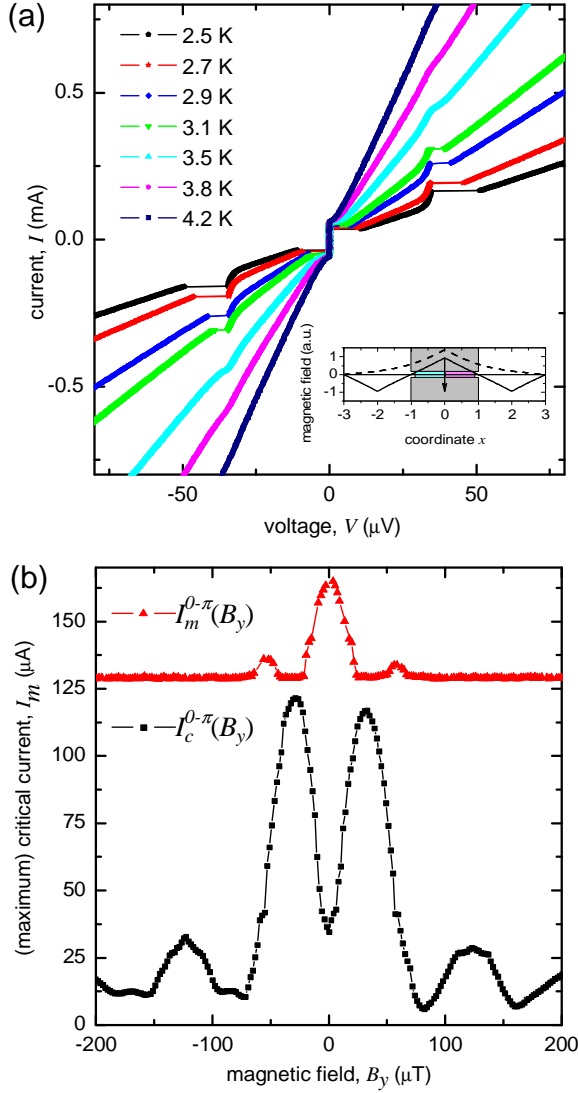 (a)
2.5 K
2.7 K
2.9 K
3.1 K
3.5 K
3.8 K
4.2 K
0.5
0.0
-0.5
current, I (mA)
magnetic field (a.u.)
1
0
-1
-3 -2 -1 0 1 2 3
coordinate x
-50 0 50
voltage, V (μV)
(b)
I_m^{0-π}(B_y)
I_c^{0-π}(B_y)
150
125
100
75
50
25
0
(maximum) critical current, I_m (μA)
-200 -100 0 100 200
magnetic field, B_y (μT)